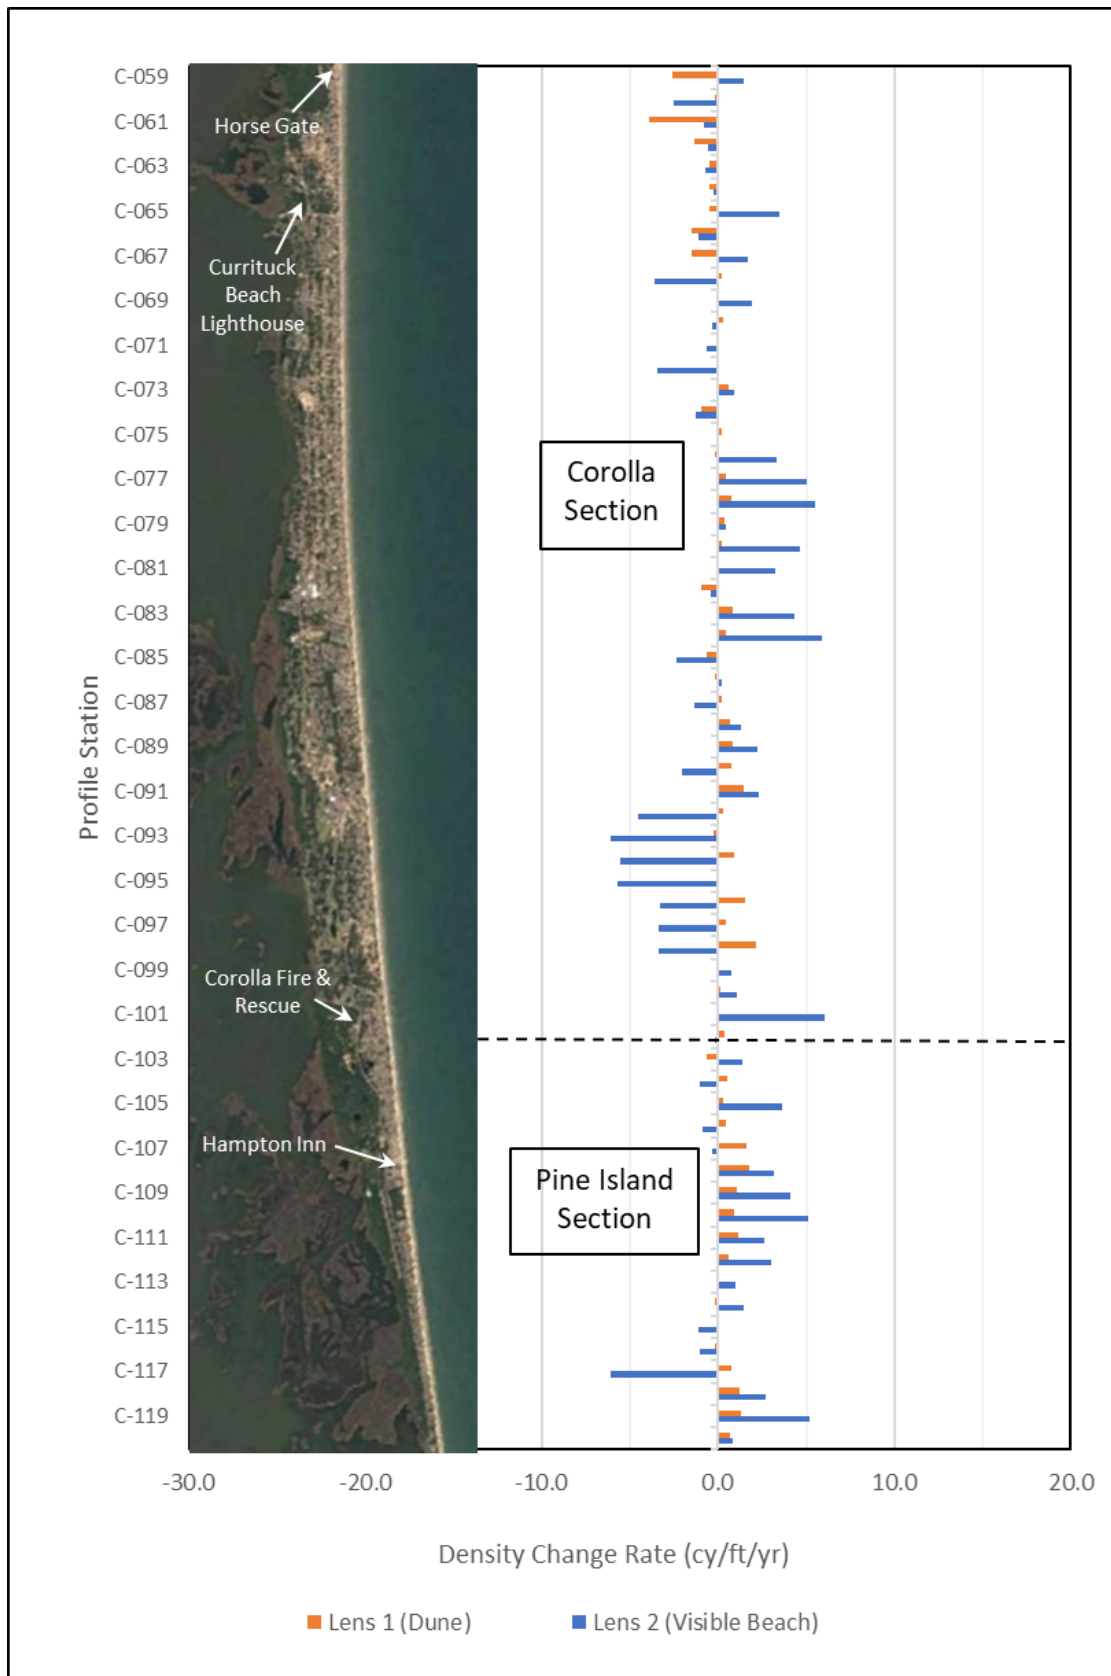 C-059
Horse Gate
C-061
C-063
C-065
Currituck
Beach
Lighthouse
C-067
C-069
C-071
C-073
C-075
Corolla
Section
C-077
C-079
C-081
C-083
C-085
C-087
C-089
C-091
C-093
C-095
C-097
C-099
Corolla Fire &
Rescue
C-101
C-103
C-105
Hampton Inn
C-107
Pine Island
Section
C-109
C-111
C-113
C-115
C-117
C-119
Profile Station
-30.0 -20.0 -10.0 0.0 10.0 20.0
Density Change Rate (cy/ft/yr)
Lens 1 (Dune) Lens 2 (Visible Beach)